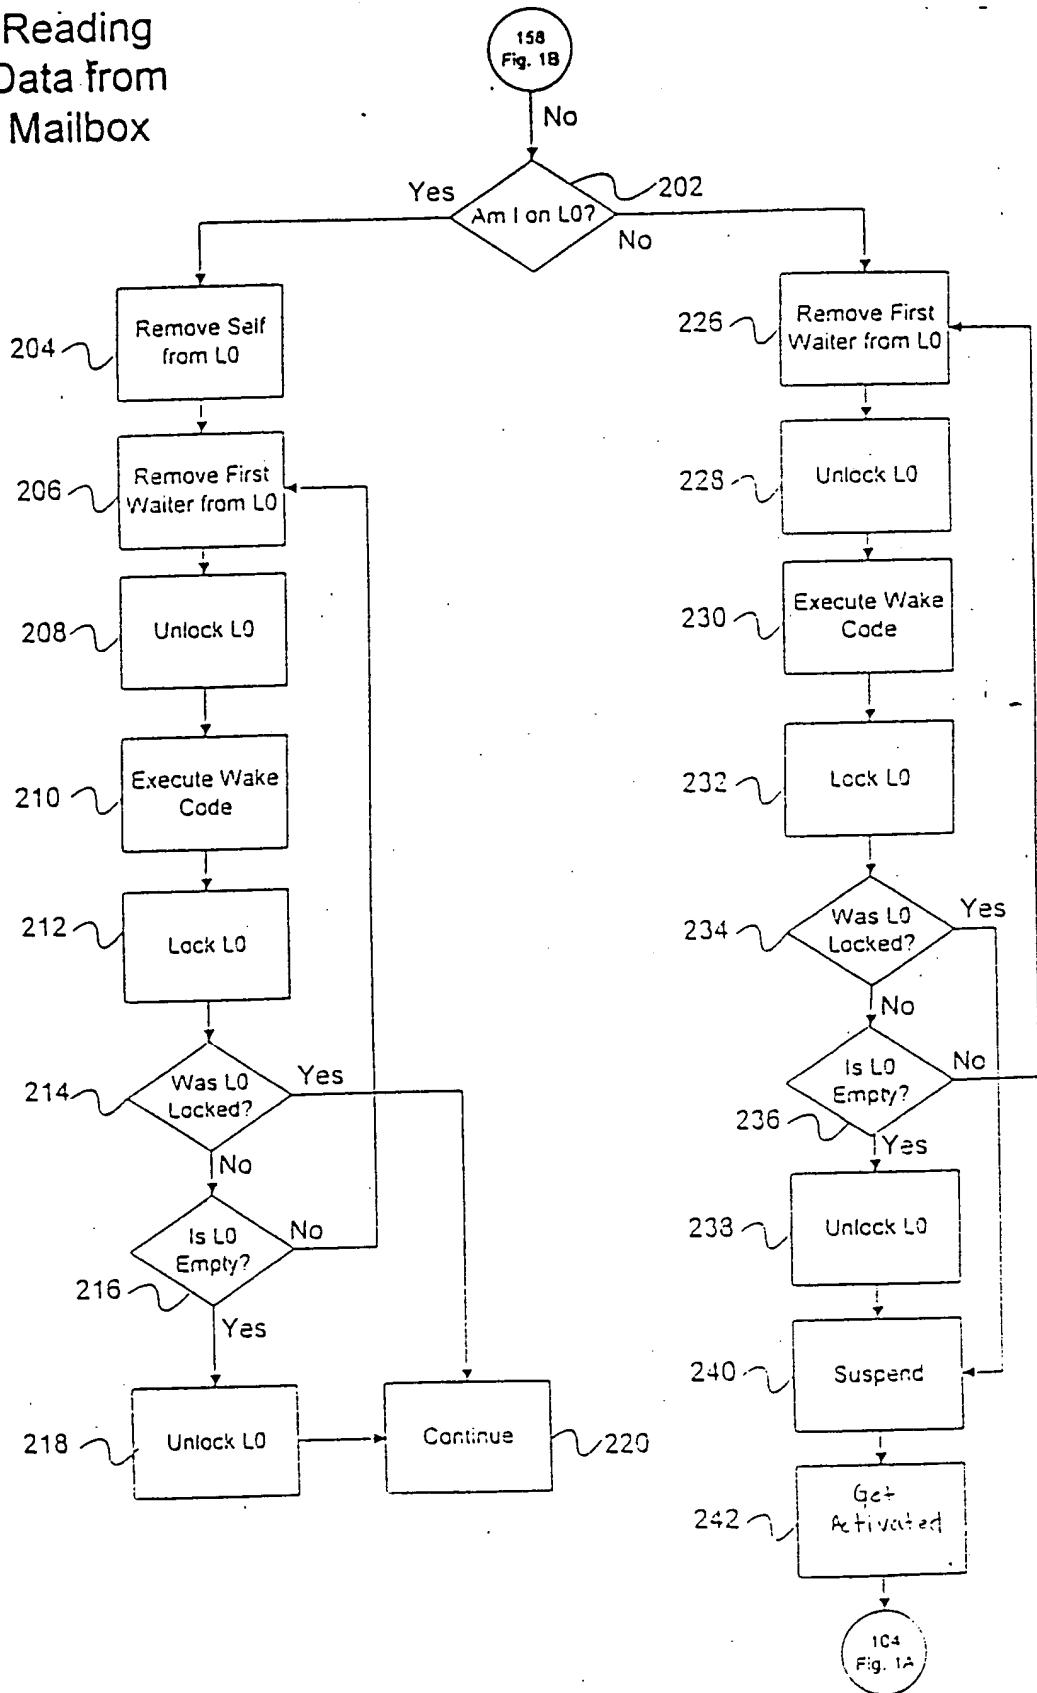 Reading
Data from
Mailbox
158
Fig. 1B
No
Yes
Am I on L0?
202
No
204
Remove Self
from L0
206
Remove First
Waiter from L0
208
Unlock L0
210
Execute Wake
Code
212
Lock L0
214
Was L0
Locked?
Yes
No
Is L0
Empty?
No
216
Yes
218
Unlock L0
Continue
220
226
Remove First
Waiter from L0
228
Unlock L0
230
Execute Wake
Code
232
Lock L0
234
Was L0
Locked?
Yes
No
Is L0
Empty?
No
236
Yes
238
Unlock L0
240
Suspend
242
Get
Activated
104
Fig. 1A